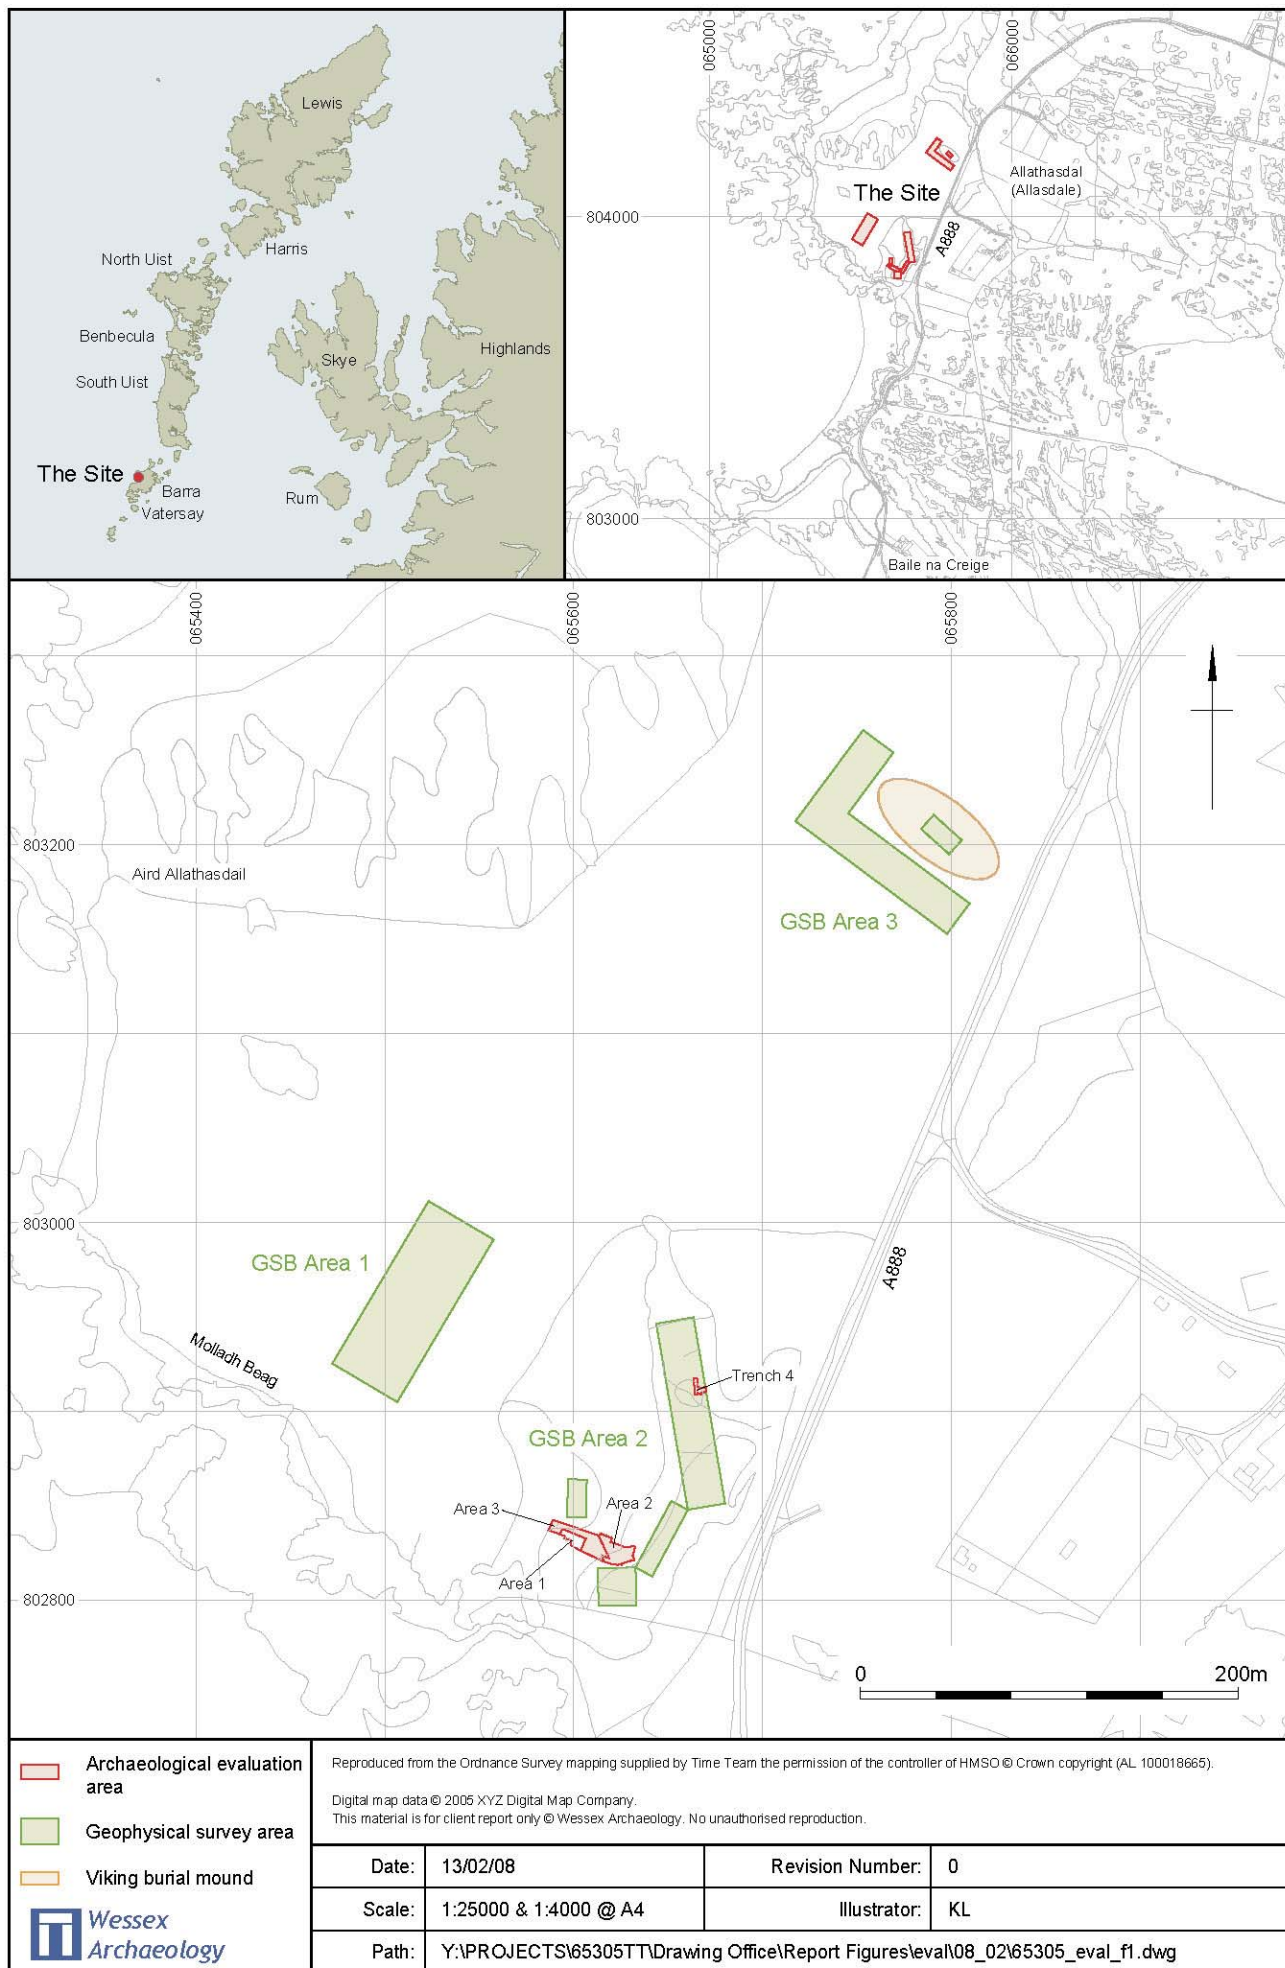 Lewis
Harris
North Uist
Benbecula
South Uist
Skye
Highlands
The Site
Barra
Vatersay
Rum
065000
066000
Allathasdal
(Allasdale)
The Site
804000
A888
803000
Baile na Creige
065400
065600
065800
803200
Aird Allathasdail
GSB Area 3
803000
GSB Area 1
A888
Molladh Beag
Trench 4
GSB Area 2
Area 3
Area 2
Area 1
802800
0
200m
Archaeological evaluation
area
Geophysical survey area
Viking burial mound
Wessex
Archaeology
Reproduced from the Ordnance Survey mapping supplied by Time Team the permission of the controller of HMSO © Crown copyright (AL 100018665).
Digital map data © 2005 XYZ Digital Map Company.
This material is for client report only © Wessex Archaeology. No unauthorised reproduction.
Date: 13/02/08 Revision Number: 0
Scale: 1:25000 & 1:4000 @ A4 Illustrator: KL
Path: Y:\PROJECTS\65305TT\Drawing Office\Report Figures\eval\08_02\65305_eval_f1.dwg